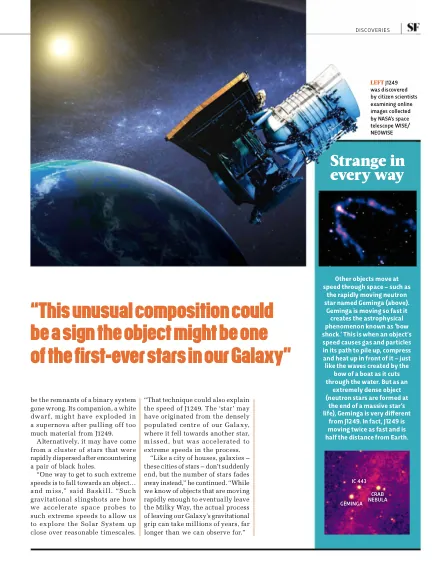 DISCOVERIES
SF
LEFT J1249
was discovered
by citizen scientists
examining online
images collected
by NASA's space
telescope WISE/
NEOWISE
Strange in
every way
Other objects move at
speed through space – such as
the rapidly moving neutron
star named Geminga (above).
Geminga is moving so fast it
creates the astrophysical
phenomenon known as 'bow
shock.' This is when an object's
speed causes gas and particles
in its path to pile up, compress
and heat up in front of it – just
like the waves created by the
bow of a boat as it cuts
through the water. But as an
extremely dense object
(neutron stars are formed at
the end of a massive star's
life), Geminga is very different
from J1249. In fact, J1249 is
moving twice as fast and is
half the distance from Earth.
IC 443
CRAB
NEBULA
GEMINGA
“This unusual composition could
be a sign the object might be one
of the first-ever stars in our Galaxy”
be the remnants of a binary system
gone wrong. Its companion, a white
dwarf, might have exploded in
a supernova after pulling off too
much material from J1249.
Alternatively, it may have come
from a cluster of stars that were
rapidly dispersed after encountering
a pair of black holes.
“One way to get to such extreme
speeds is to fall towards an object...
and miss,” said Baskill. “Such
gravitational slingshots are how
we accelerate space probes to
such extreme speeds to allow us
to explore the Solar System up
close over reasonable timescales.
“That technique could also explain
the speed of J1249. The ‘star’ may
have originated from the densely
populated centre of our Galaxy,
where it fell towards another star,
missed, but was accelerated to
extreme speeds in the process.
“Like a city of houses, galaxies –
these cities of stars – don’t suddenly
end, but the number of stars fades
away instead,” he continued. “While
we know of objects that are moving
rapidly enough to eventually leave
the Milky Way, the actual process
of leaving our Galaxy’s gravitational
grip can take millions of years, far
longer than we can observe for.”